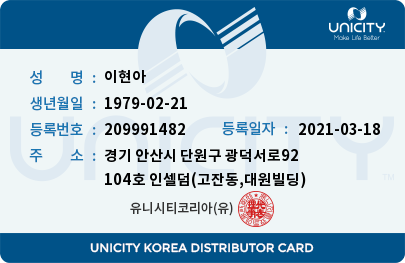 UNICITY
Make Life Better
성 명 : 이현아
생년월일 : 1979-02-21
등록번호 : 209991482 등록일자 : 2021-03-18
주 소 : 경기 안산시 단원구 광덕서로92
104호 인셀덤(고잔동,대원빌딩)
유니시티코리아(유)
UNICITY
TM
UNICITY KOREA DISTRIBUTOR CARD